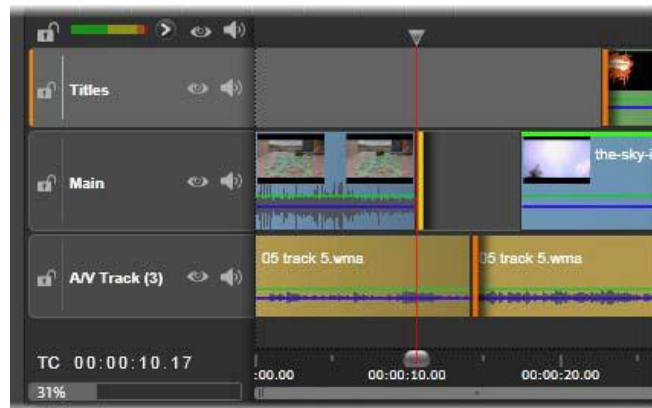 Titles
Main
the-sky-i
A/V Track (3)
05 track 5.wma
05 track 5.wma
TC 00:00:10.17
:00.00 00:00:10.00 00:00:20.00
31%